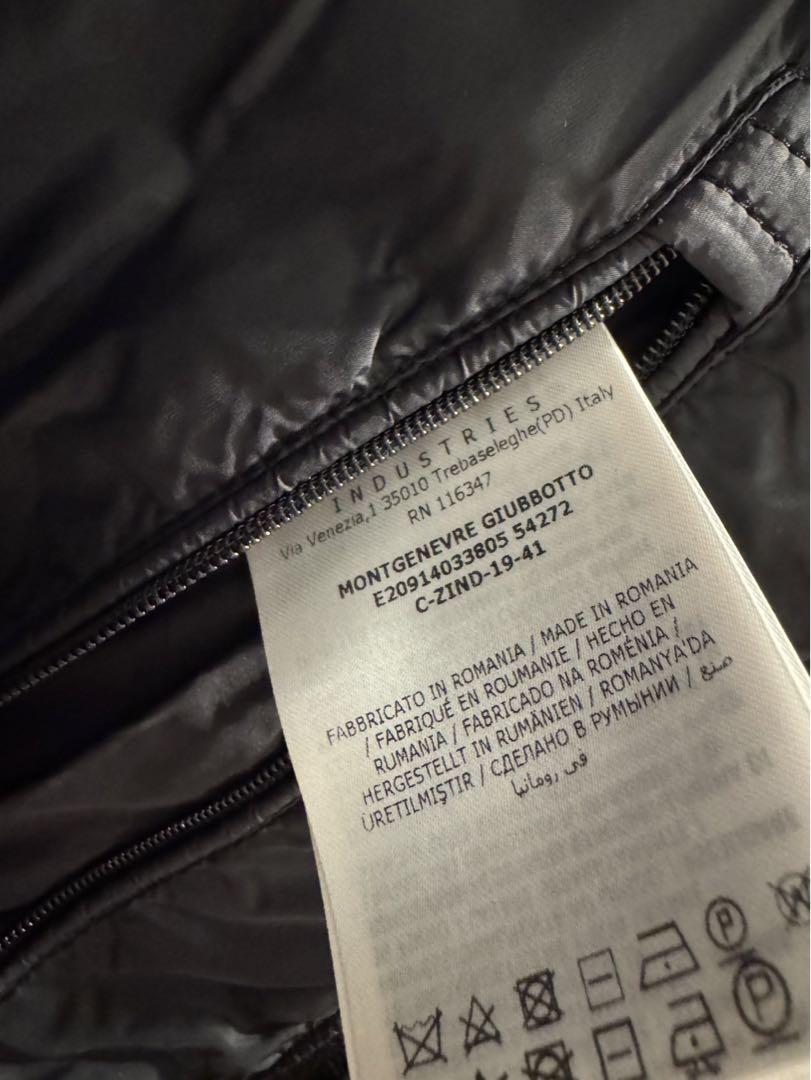 INDUSTRIES
Via Venezia,1 35010 Trebaseleghe(PD) Italy
RN 116347
MONTGENEVRE GIUBBOTTO
E20914033805 54272
C-ZIND-19-41
FABBRICATO IN ROMANIA / MADE IN ROMANIA
/ FABRIQUÉ EN ROUMANIE / HECHO EN
RUMANIA / FABRICADO NA ROMÉNIA /
HERGESTELLT IN RUMÄNIEN / ROMANYA'DA
ÜRETILMIŞTIR / СДЕЛАНО В РУМЫНИИ / صنع
في رومانيا
P
W
P